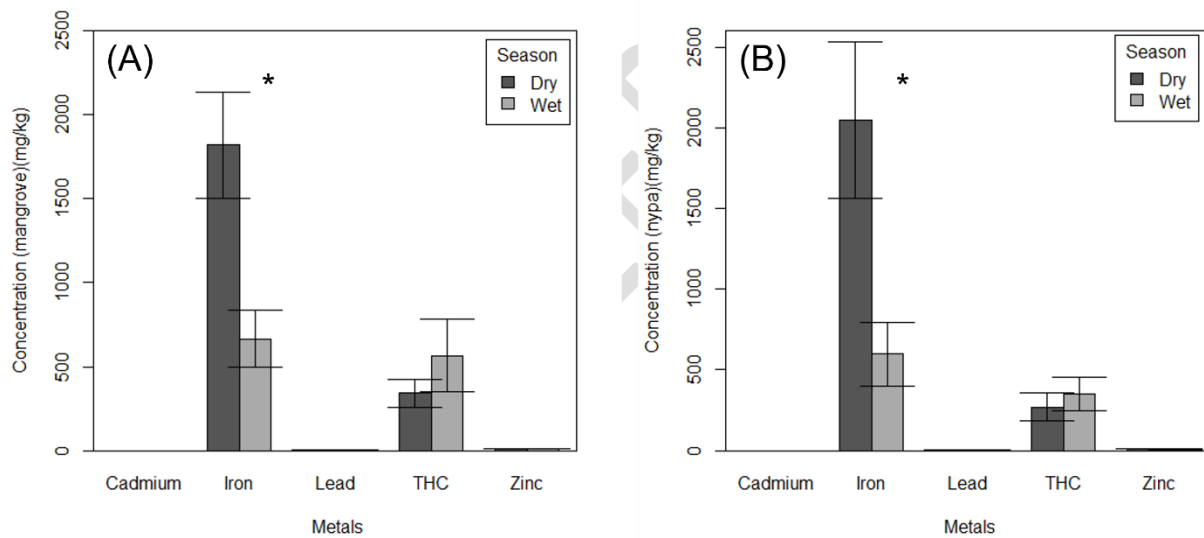 (A)
Season
Dry
Wet
*
Concentration (mangrove)(mg/kg)
0
500
1000
1500
2000
2500
Cadmium Iron Lead THC Zinc
Metals
(B)
Season
Dry
Wet
*
Concentration (nypa)(mg/kg)
0
500
1000
1500
2000
2500
Cadmium Iron Lead THC Zinc
Metals